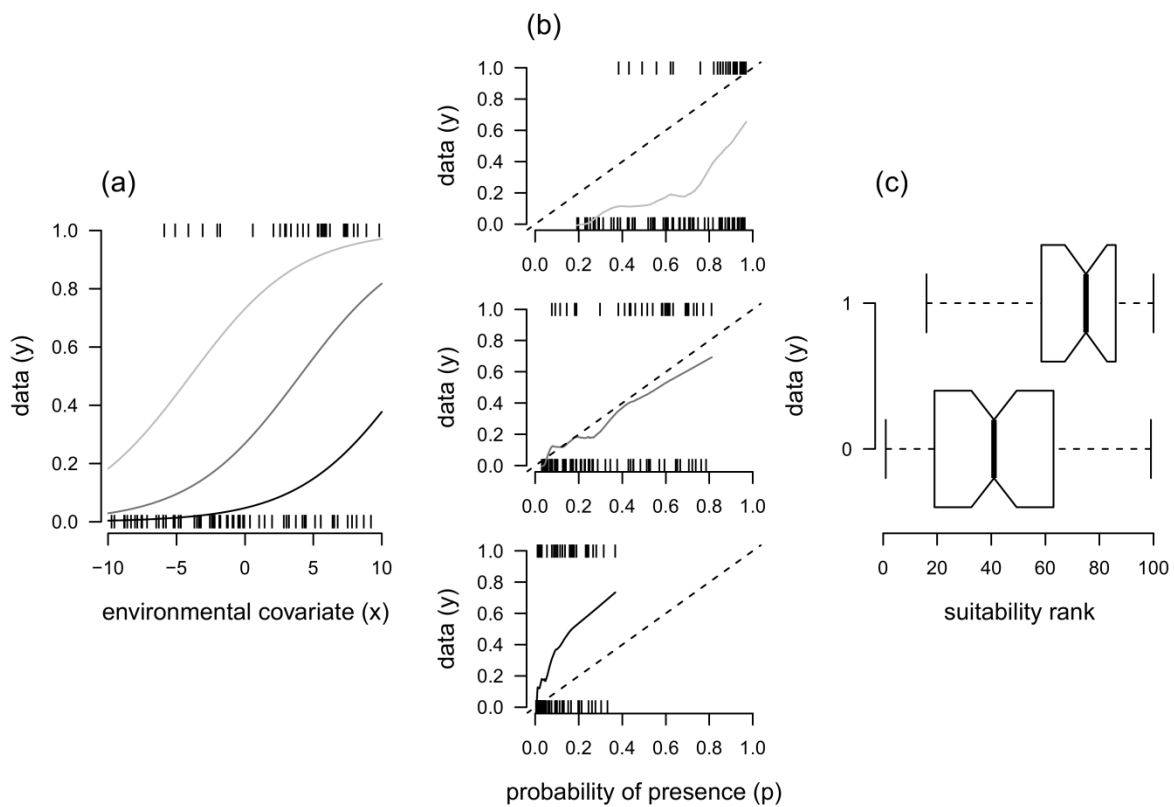 (a)
data (y)
1.0
0.8
0.6
0.4
0.2
0.0
−10 −5 0 5 10
environmental covariate (x)
(b)
data (y)
1.0
0.8
0.6
0.4
0.2
0.0
0.0 0.2 0.4 0.6 0.8 1.0
data (y)
1.0
0.8
0.6
0.4
0.2
0.0
0.0 0.2 0.4 0.6 0.8 1.0
data (y)
1.0
0.8
0.6
0.4
0.2
0.0
0.0 0.2 0.4 0.6 0.8 1.0
probability of presence (p)
(c)
data (y)
1
0
0 20 40 60 80 100
suitability rank